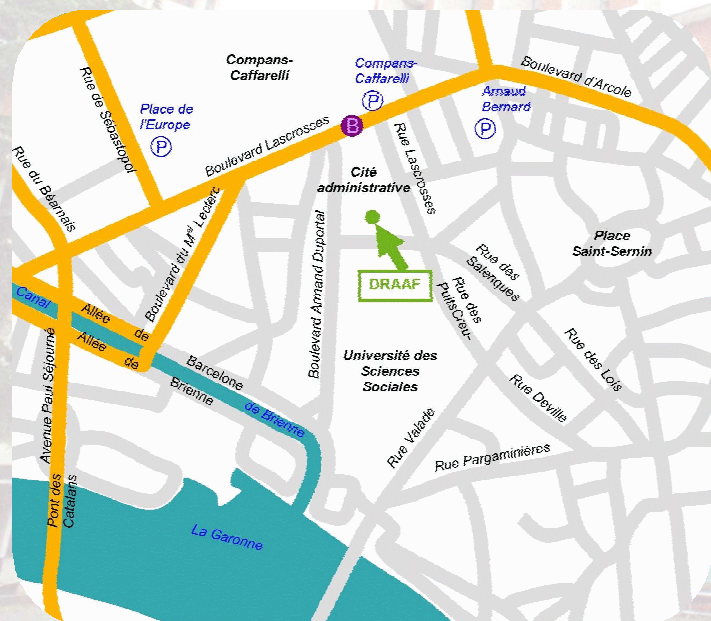 Compans-
Caffarelli
Compans-
Caffarelli
P
Boulevard d'Arcole
Rue de Sébastopol
Place de
l'Europe
P
Arnaud
Bernard
P
B
Boulevard Lascrosses
Rue Lascrosses
Rue du Béarnais
Cité
administrative
Boulevard du Mal Leclerc
Boulevard Armand Duportal
Place
Saint-Sernin
Rue des
Salenques
DRAAF
Rue des
PuitsCreu-
Canal
Allée de
Allée de
Barcelone
Brienne
de Brienne
Avenue Paul Séjourné
Université des
Sciences
Sociales
Rue des Lois
Rue Deville
Rue Valade
Rue Pargaminières
Pont des
Catalans
La Garonne